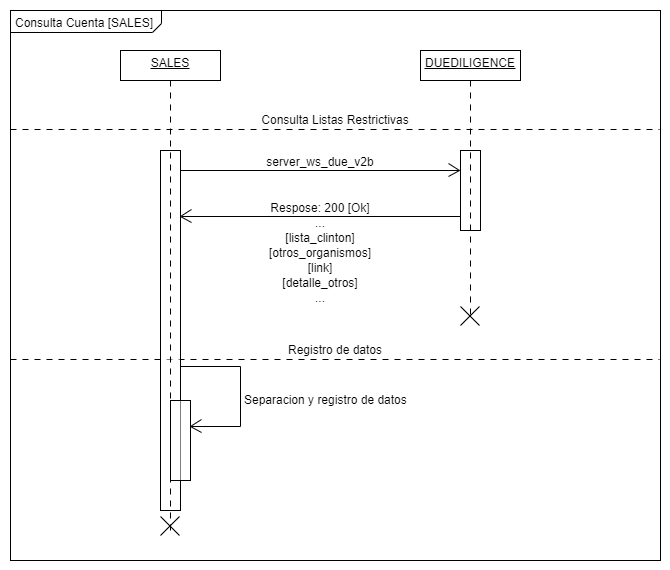 Consulta Cuenta [SALES]
SALES
DUEDILIGENCE
Consulta Listas Restrictivas
server_ws_due_v2b
Respose: 200 [Ok]
...
[lista_clinton]
[otros_organismos]
[link]
[detalle_otros]
...
Registro de datos
Separacion y registro de datos